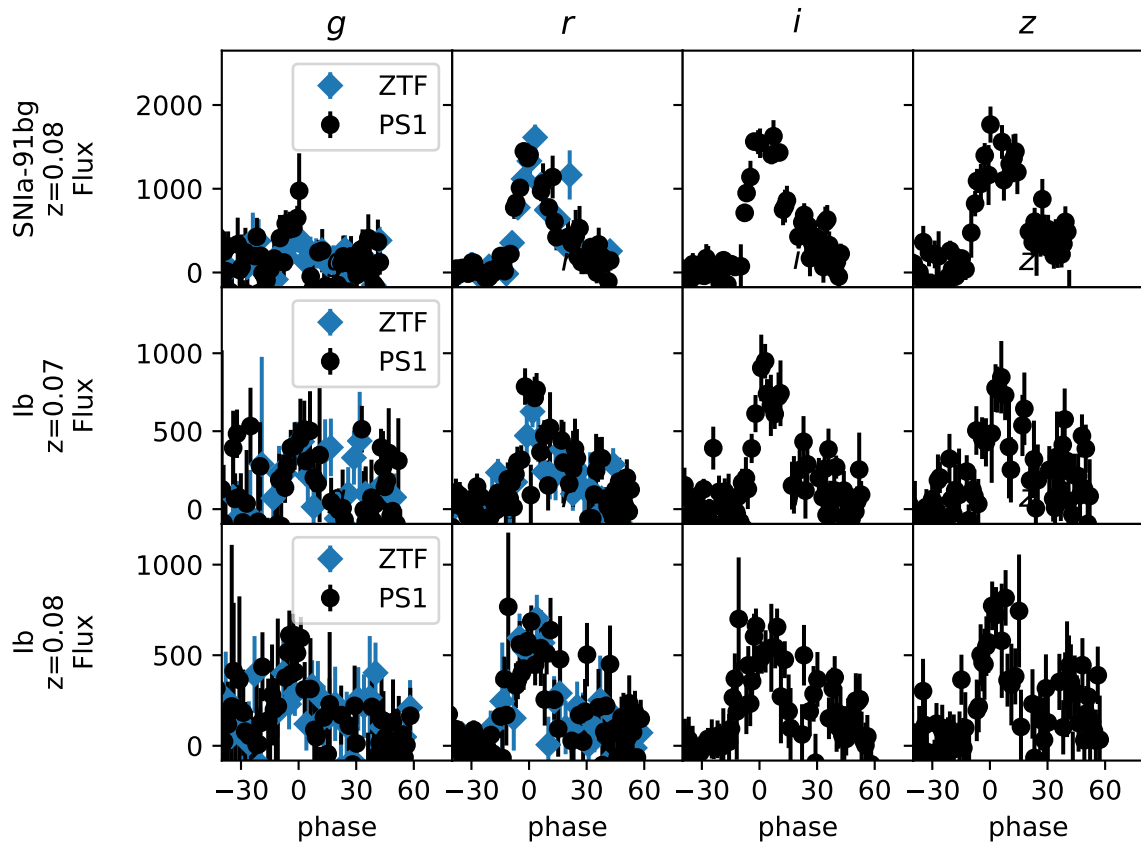 g r i z
SNIa-91bg
z=0.08
Flux
2000
1000
0
ZTF
PS1
r
i
z
Ib
z=0.07
Flux
1000
500
0
ZTF
PS1
z
Ib
z=0.08
Flux
1000
500
0
ZTF
PS1
−30 0 30 60 −30 0 30 60 −30 0 30 60 −30 0 30 60
phase phase phase phase